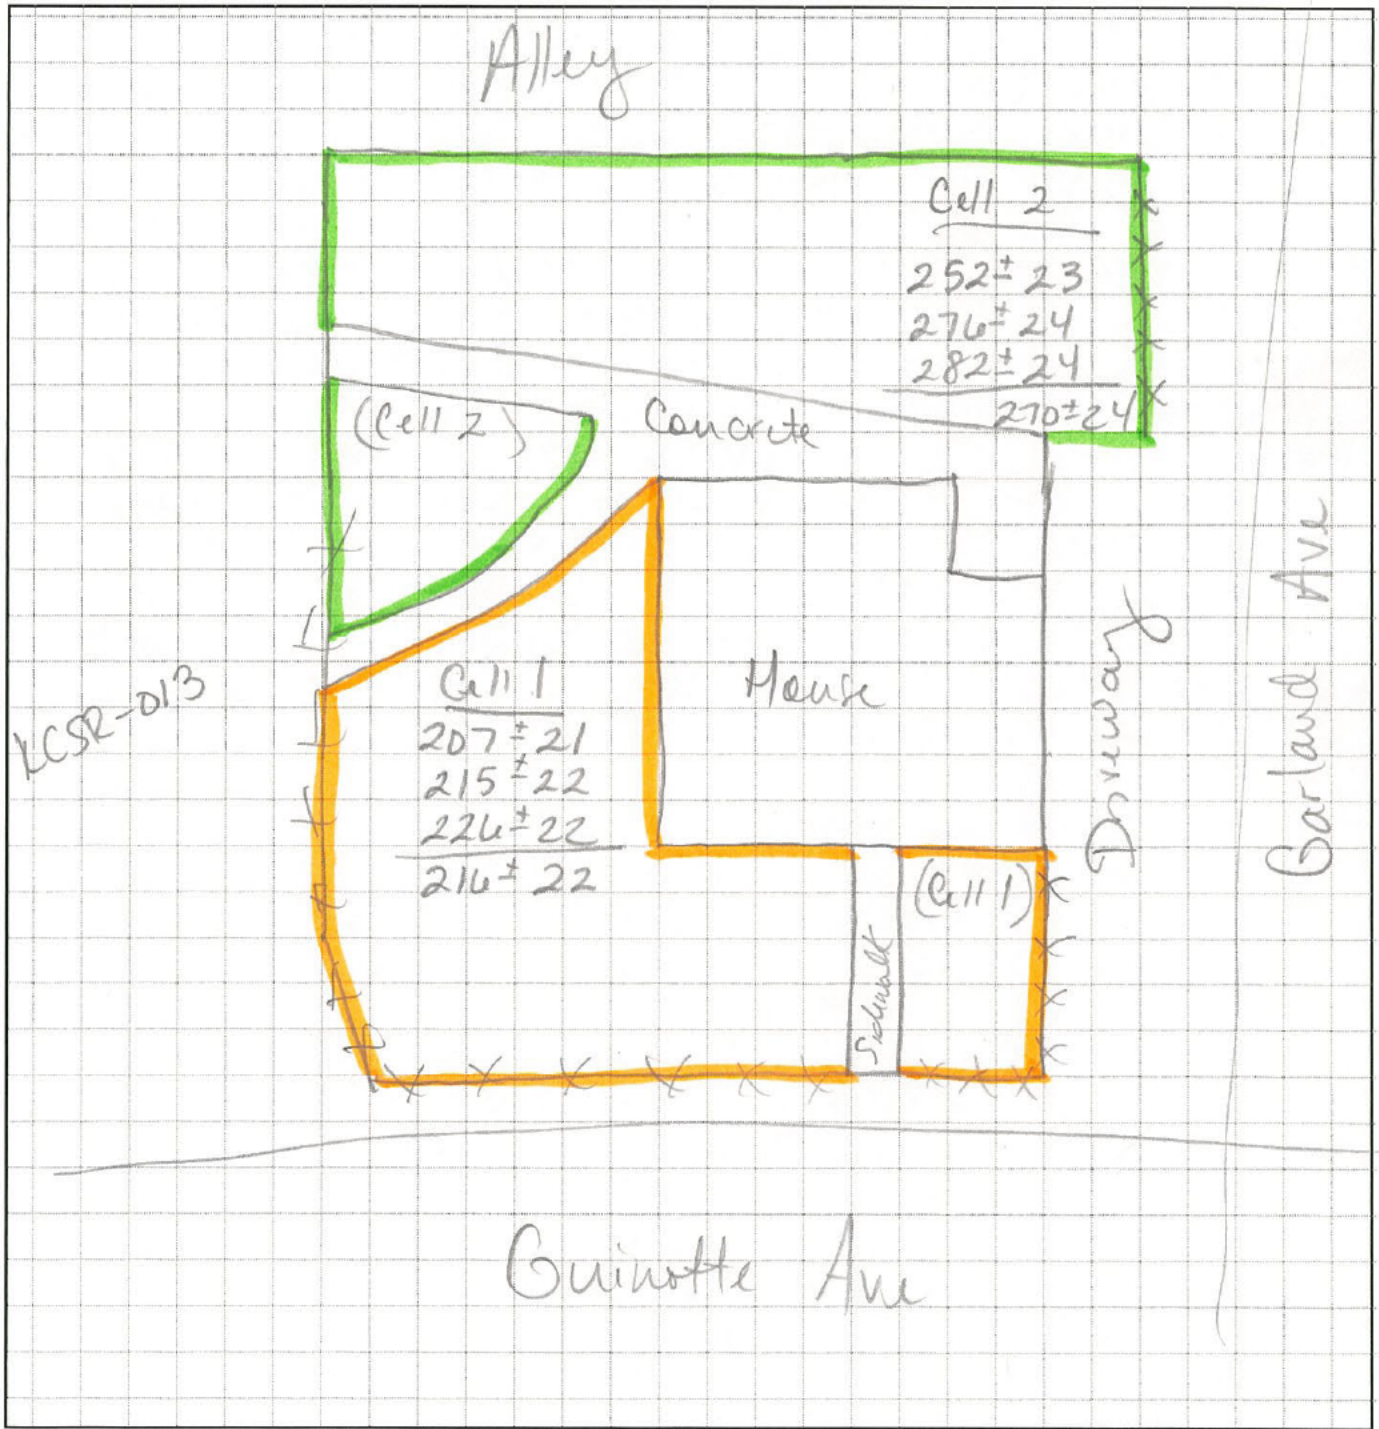 Alley
Cell 2
252 ± 23
276 ± 24
282 ± 24
270 ± 24
(Cell 2)
Concrete
LCSR-013
Cell 1
207 ± 21
215 ± 22
226 ± 22
216 ± 22
House
Driveway
Garland Ave
(Cell 1)
Sidewalk
Guinotte Ave